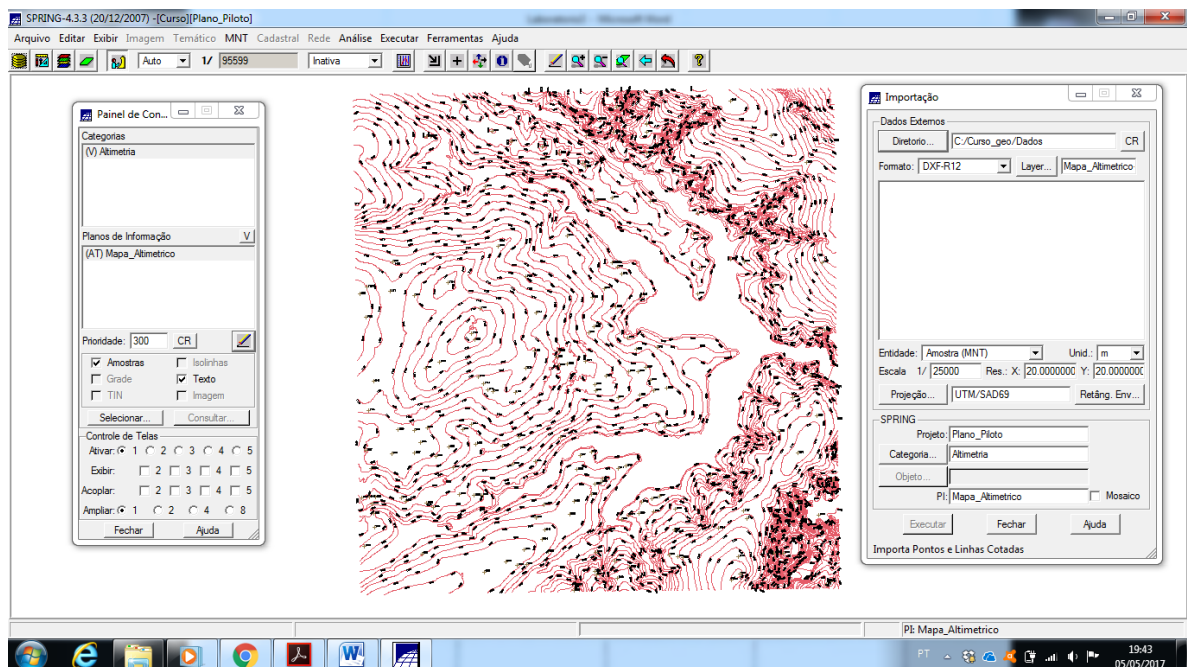 SPRING-4.3.3 (20/12/2007) -[Curso][Plano_Piloto]
Laboratorio3 - Microsoft Word
Arquivo Editar Exibir Imagem Temático MNT Cadastral Rede Análise Executar Ferramentas Ajuda
Auto 1/ 95599 Inativa
Painel de Con...
Categorias
(V) Altimetria
Planos de Informação V
(AT) Mapa_Altimetrico
Prioridade: 300 CR
Amostras Isolinhas
Grade Texto
TIN Imagem
Selecionar... Consultar...
Controle de Telas
Ativar: 1 2 3 4 5
Exibir: 2 3 4 5
Acoplar: 2 3 4 5
Ampliar: 1 2 4 8
Fechar Ajuda
Importação
Dados Externos
Diretorio... C:/Curso_geo/Dados CR
Formato: DXF-R12 Layer... Mapa_Altimetrico
Entidade: Amostra (MNT) Unid.: m
Escala 1/ 25000 Res.: X: 20.0000000 Y: 20.0000000
Projeção... UTM/SAD69 Retâng. Env...
SPRING
Projeto: Plano_Piloto
Categoria... Altimetria
Objeto...
PI: Mapa_Altimetrico Mosaico
Executar Fechar Ajuda
Importa Pontos e Linhas Cotadas
PI: Mapa_Altimetrico
PT 19:43
05/05/2017